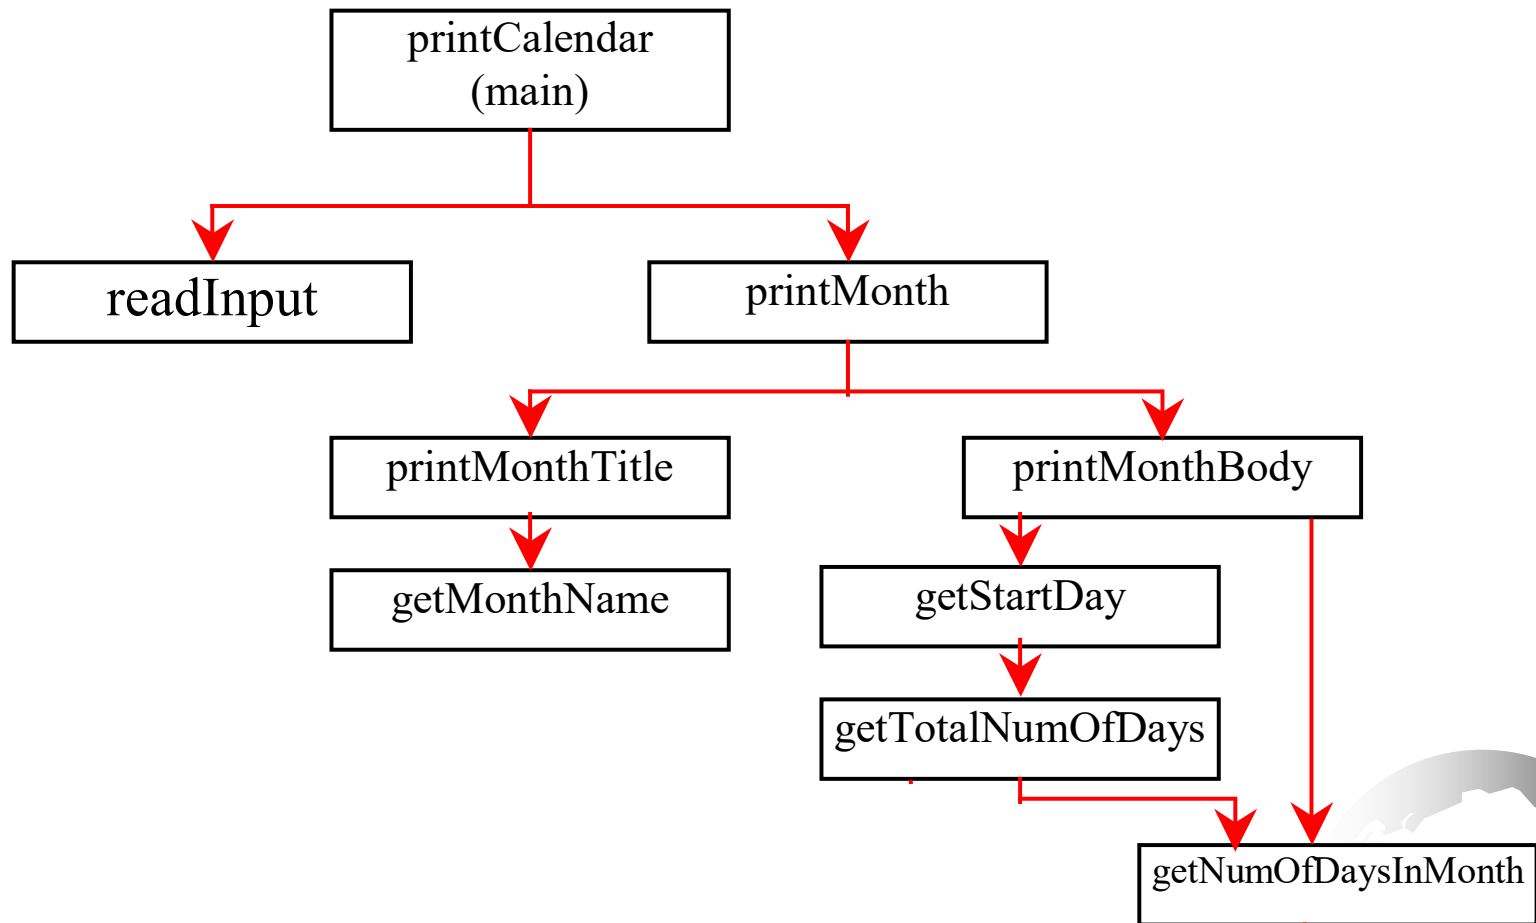 printCalendar
(main)
readInput
printMonth
printMonthTitle
printMonthBody
getMonthName
getStartDay
getTotalNumOfDays
getNumOfDaysInMonth